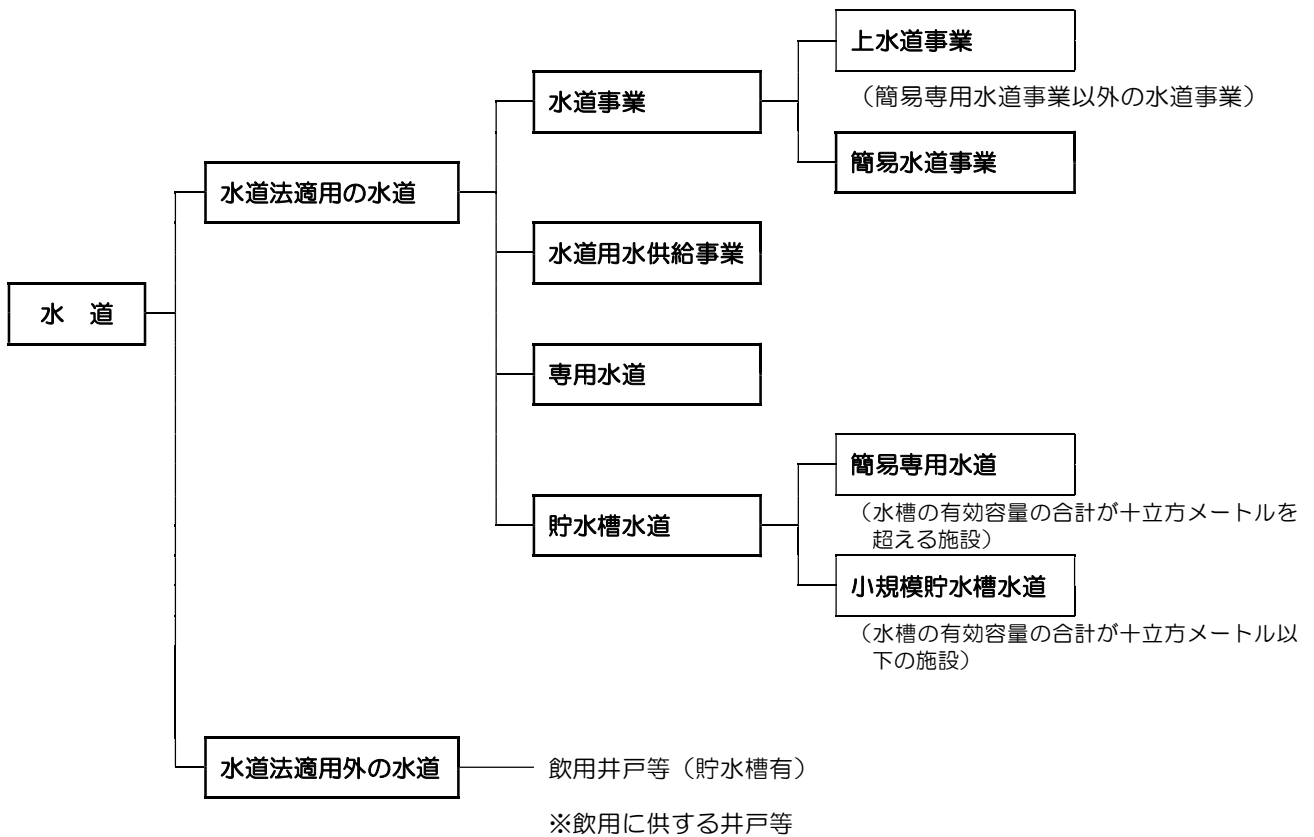 上水道事業
水道事業
（簡易専用水道事業以外の水道事業）
簡易水道事業
水道法適用の水道
水道用水供給事業
水　道
専用水道
簡易専用水道
（水槽の有効容量の合計が十立方メートルを
超える施設）
貯水槽水道
小規模貯水槽水道
（水槽の有効容量の合計が十立方メートル以
下の施設）
水道法適用外の水道
飲用井戸等（貯水槽有）
※飲用に供する井戸等